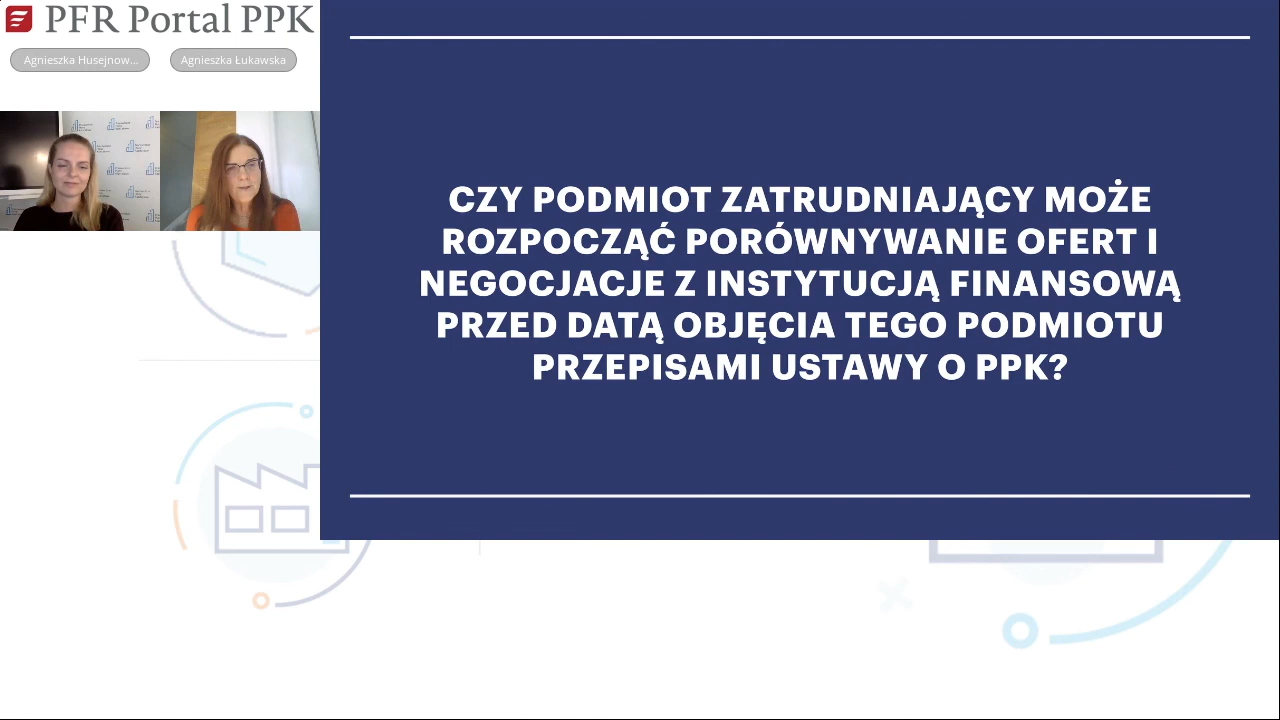 PFR Portal PPK
Agnieszka Husejnow...
Agnieszka Łukawska
CZY PODMIOT ZATRUDNIAJĄCY MOŻE
ROZPOCZĄĆ PORÓWNYWANIE OFERT I
NEGOCJACJE Z INSTYTUCJĄ FINANSOWĄ
PRZED DATĄ OBJĘCIA TEGO PODMIOTU
PRZEPISAMI USTAWY O PPK?